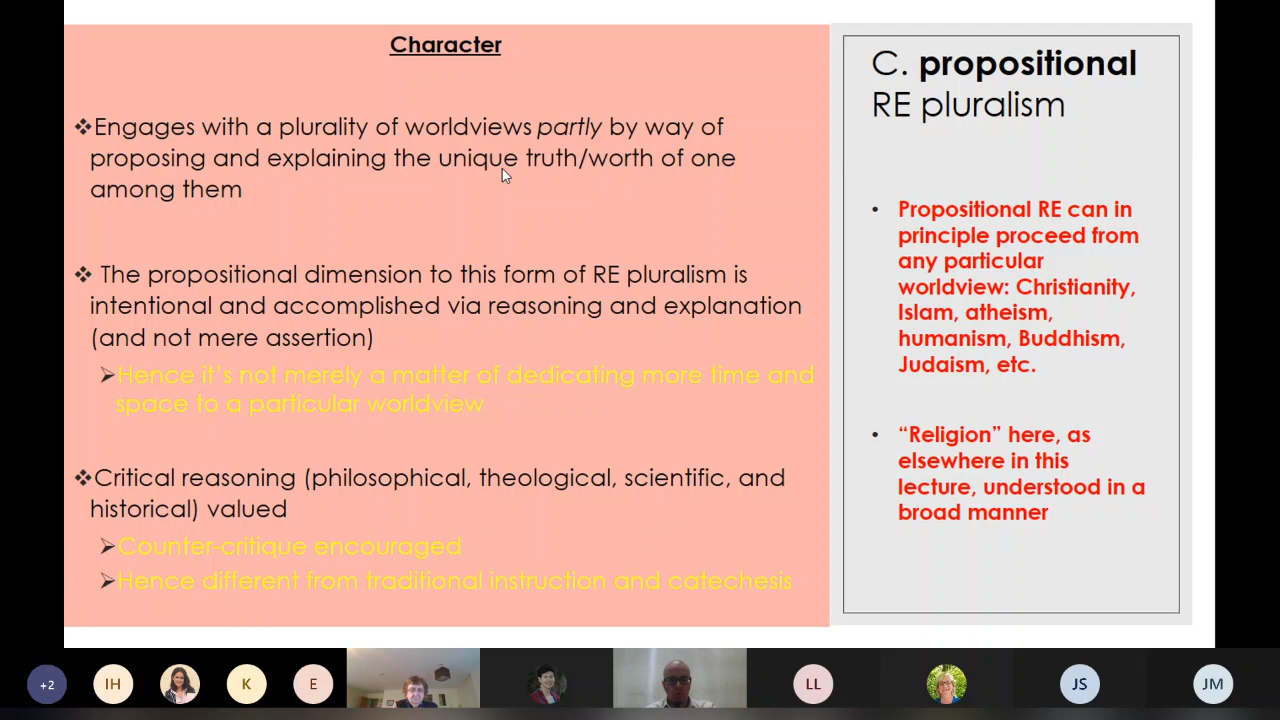 Character
❖Engages with a plurality of worldviews partly by way of
proposing and explaining the unique truth/worth of one
among them
❖ The propositional dimension to this form of RE pluralism is
intentional and accomplished via reasoning and explanation
(and not mere assertion)
➢Hence it's not merely a matter of dedicating more time and
space to a particular worldview
❖Critical reasoning (philosophical, theological, scientific, and
historical) valued
➢Counter-critique encouraged
➢Hence different from traditional instruction and catechesis
C. propositional
RE pluralism
• Propositional RE can in
principle proceed from
any particular
worldview: Christianity,
Islam, atheism,
humanism, Buddhism,
Judaism, etc.
• “Religion” here, as
elsewhere in this
lecture, understood in a
broad manner
+2
IH
K
E
LL
JS
JM